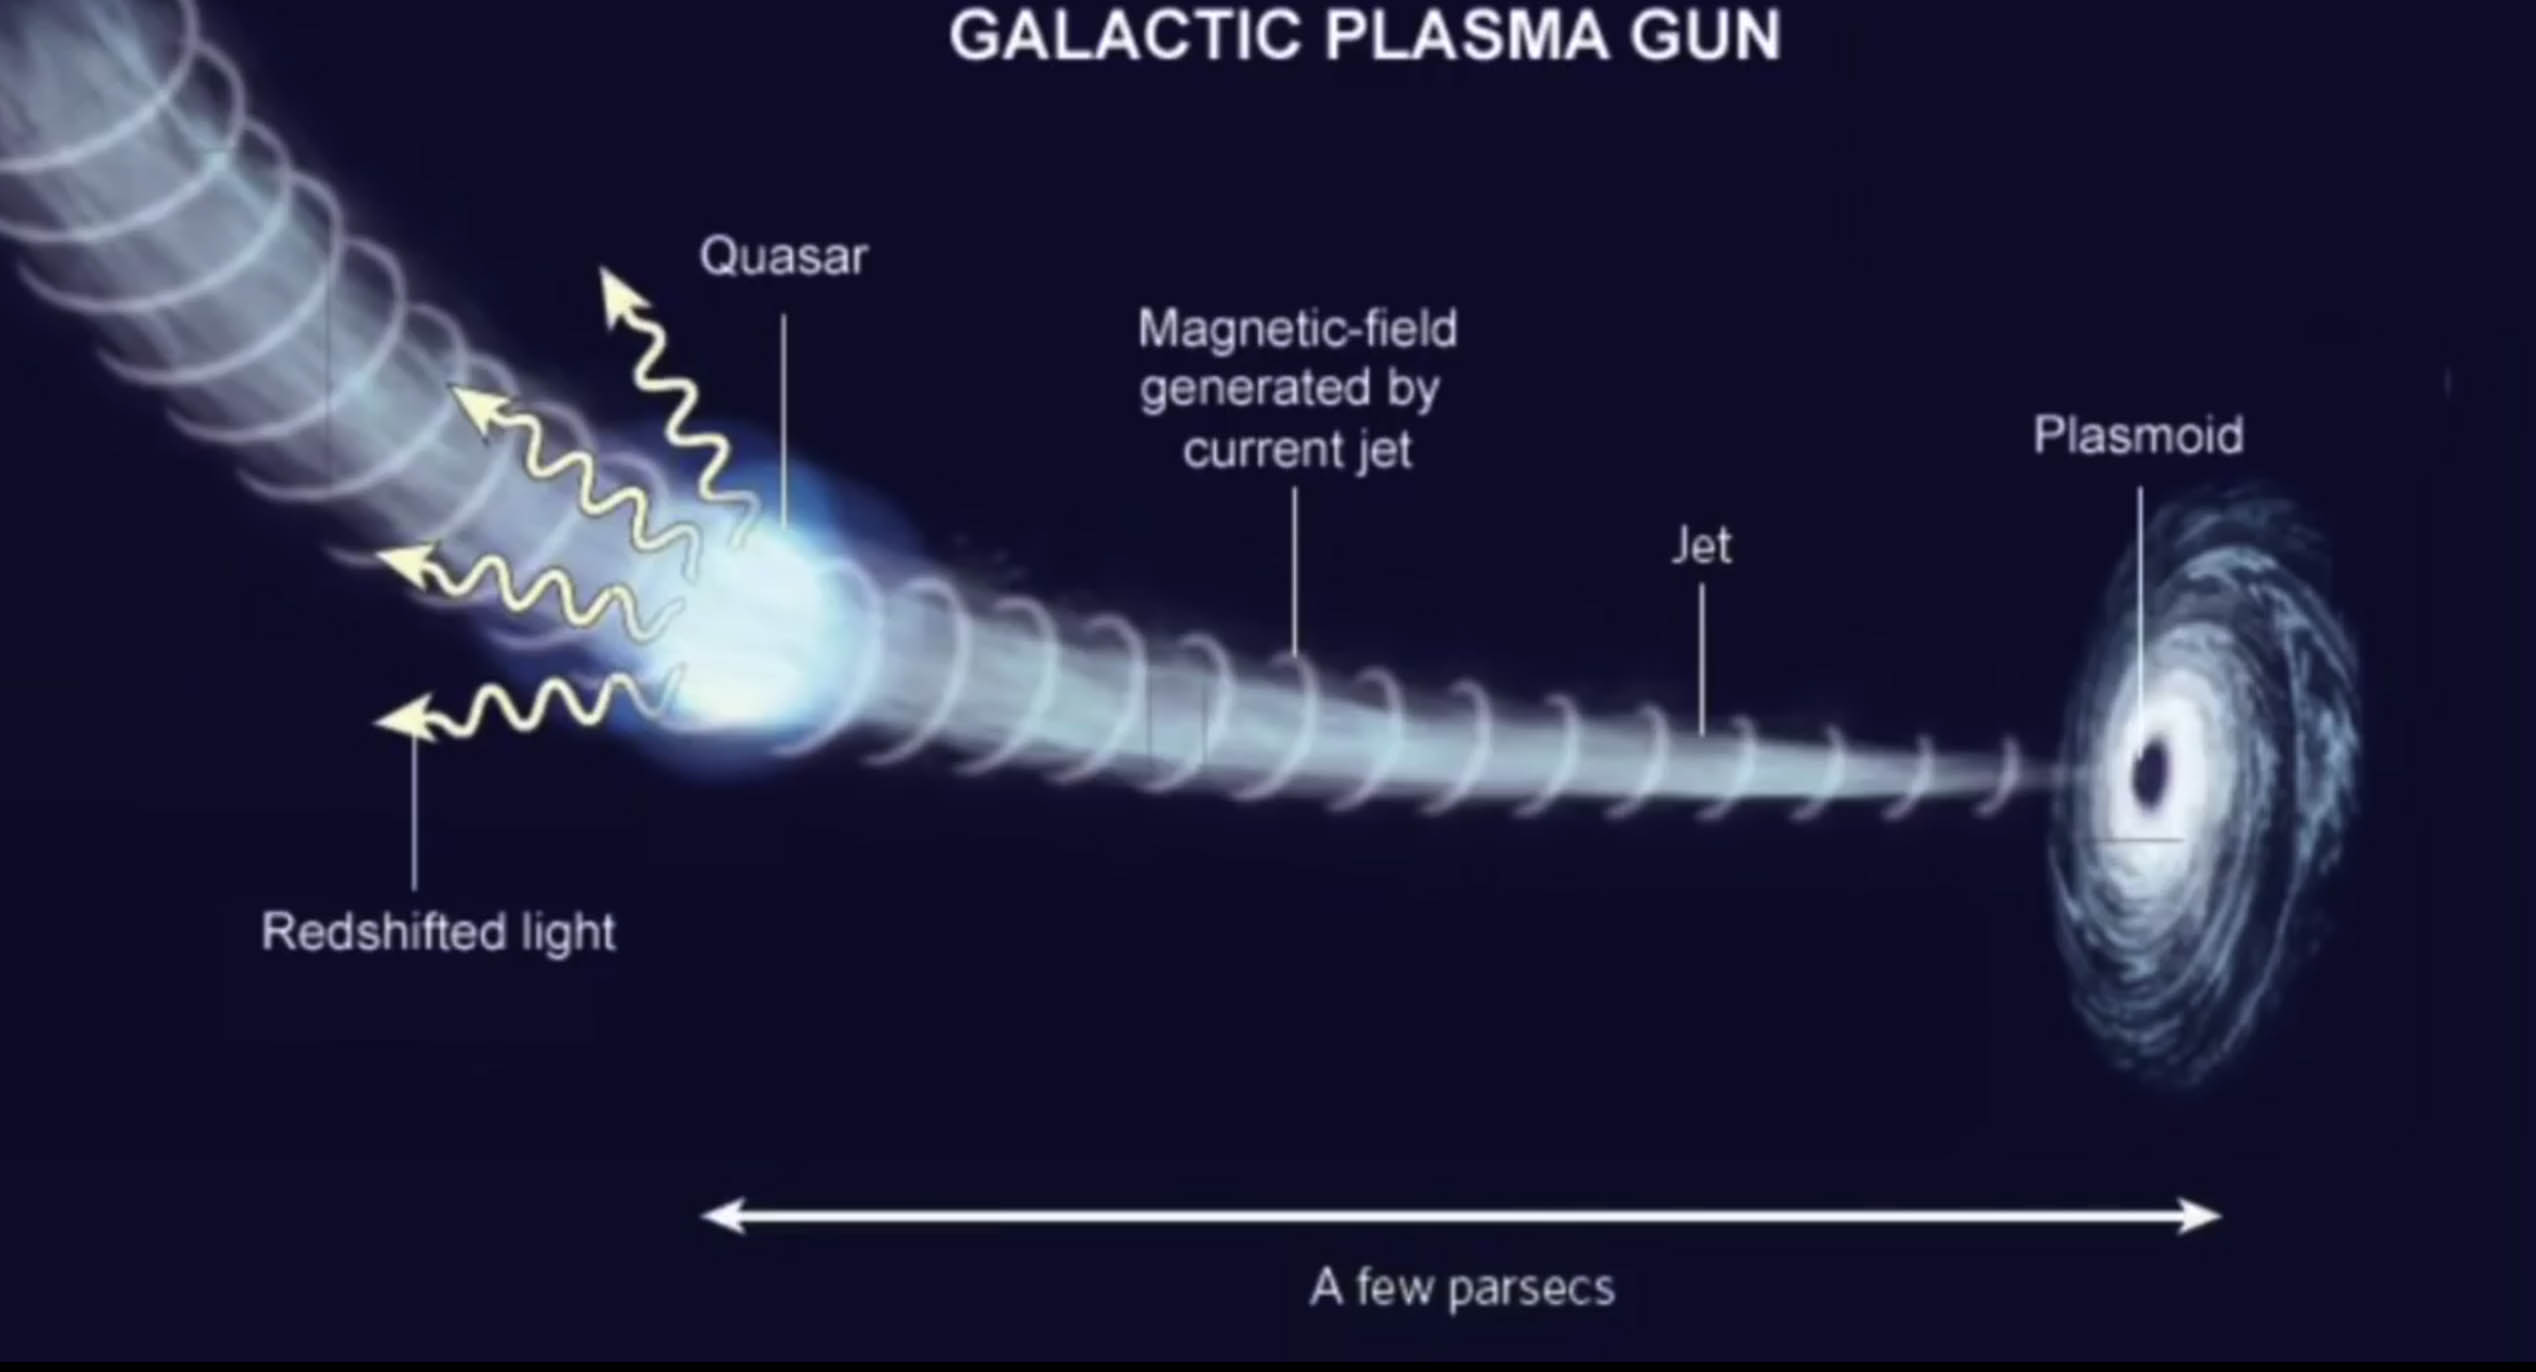 GALACTIC PLASMA GUN
Quasar
Magnetic-field
generated by
current jet
Plasmoid
Jet
Redshifted light
A few parsecs